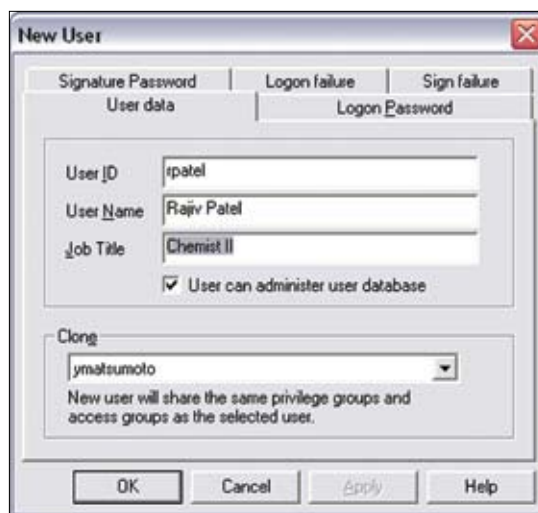 New User
Signature Password Logon failure Sign failure
User data Logon Password
User ID rpatel
User Name Rajiv Patel
Job Title Chemist II
User can administer user database
Clone
ymatsumoto
New user will share the same privilege groups and
access groups as the selected user.
OK Cancel Apply Help